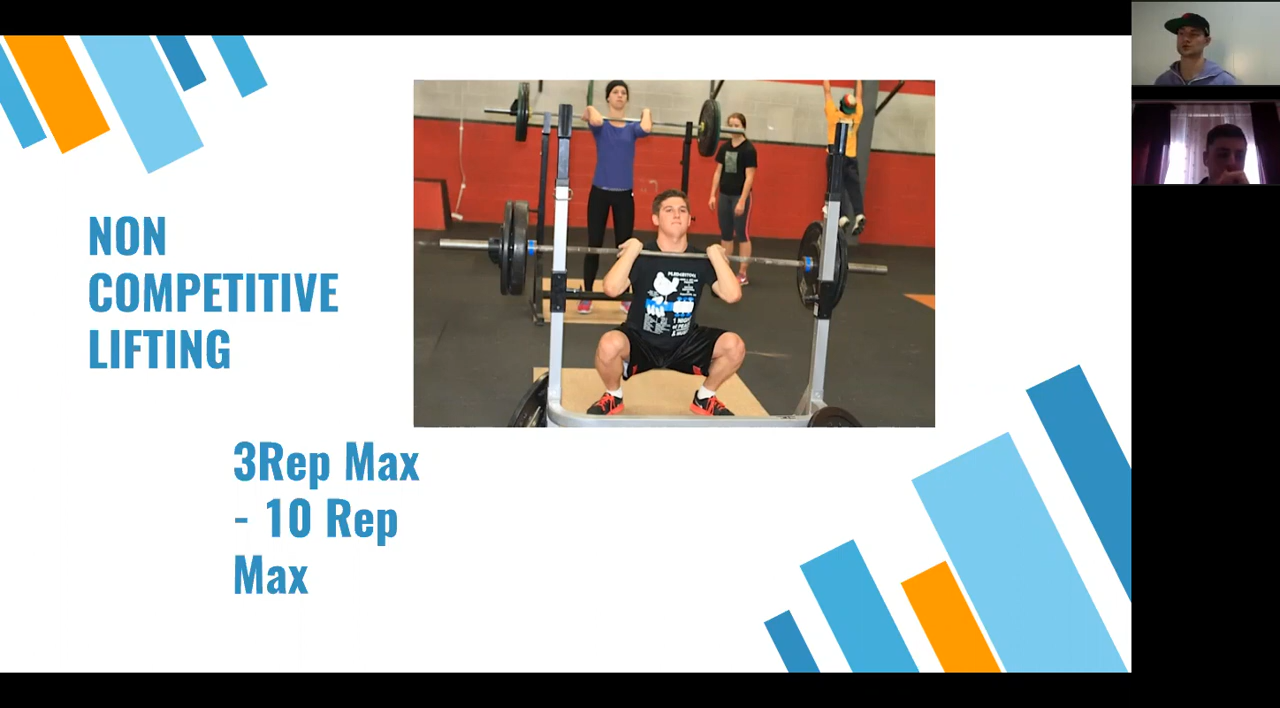 NON
COMPETITIVE
LIFTING
3Rep Max
- 10 Rep
Max